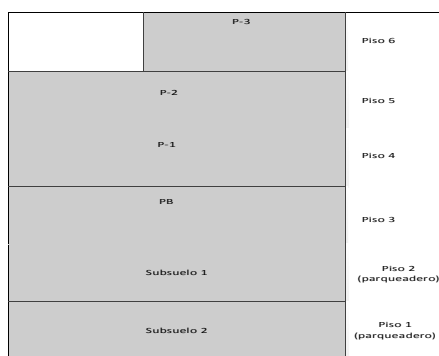 P-3
Piso 6
P-2
Piso 5
P-1
Piso 4
PB
Piso 3
Subsuelo 1
Piso 2
(parqueadero)
Subsuelo 2
Piso 1
(parqueadero)